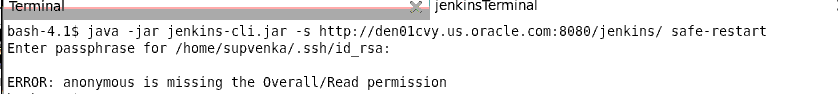 Terminal
jenkinsTerminal
bash-4.1$ java -jar jenkins-cli.jar -s http://den01cvy.us.oracle.com:8080/jenkins/ safe-restart
Enter passphrase for /home/supvenka/.ssh/id_rsa:
ERROR: anonymous is missing the Overall/Read permission